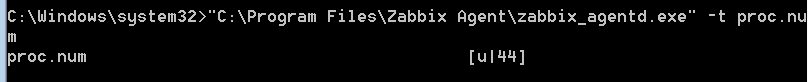 C:\Windows\system32>"C:\Program Files\Zabbix Agent\zabbix_agentd.exe" -t proc.nu
m
proc.num                                      [u|44]